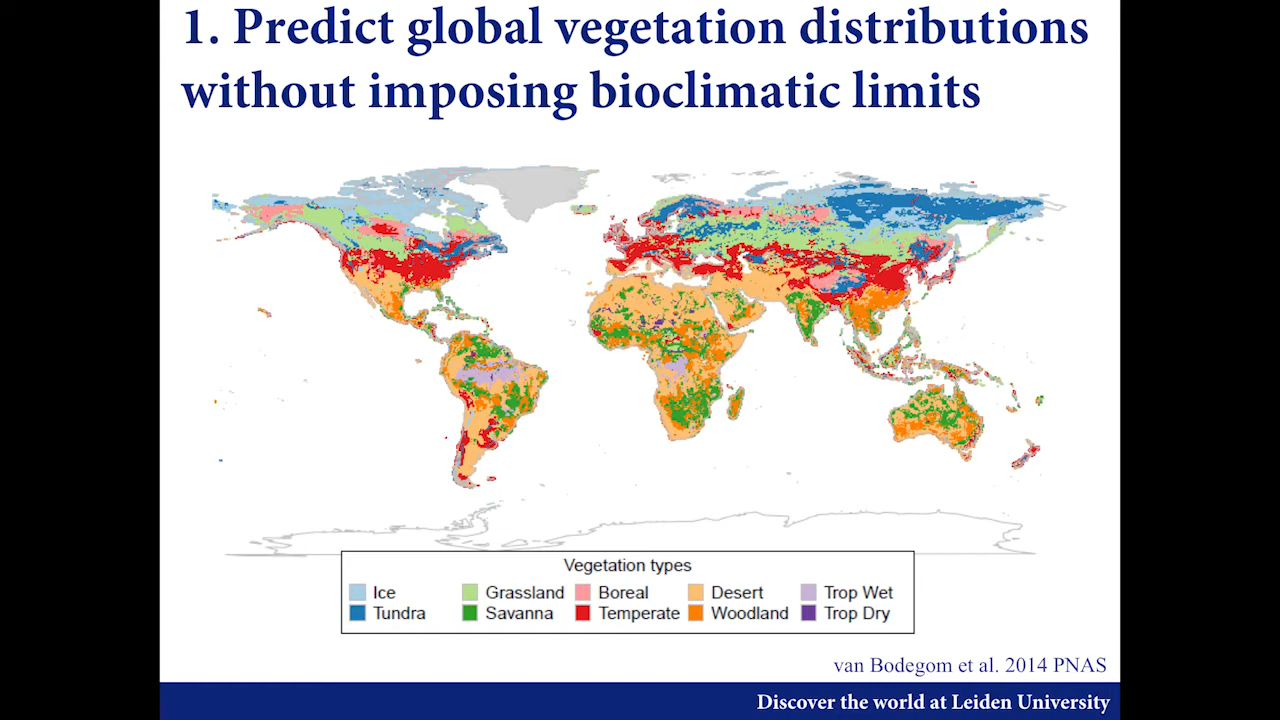 1. Predict global vegetation distributions
without imposing bioclimatic limits
Vegetation types
Ice Grassland Boreal Desert Trop Wet
Tundra Savanna Temperate Woodland Trop Dry
van Bodegom et al. 2014 PNAS
Discover the world at Leiden University